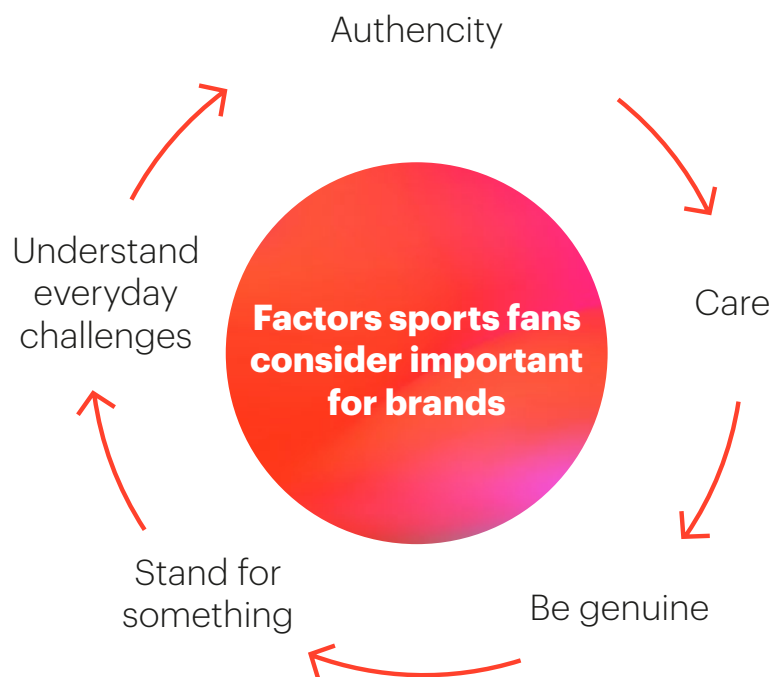 Authencity
Care
Be genuine
Stand for
something
Understand
everyday
challenges
Factors sports fans
consider important
for brands